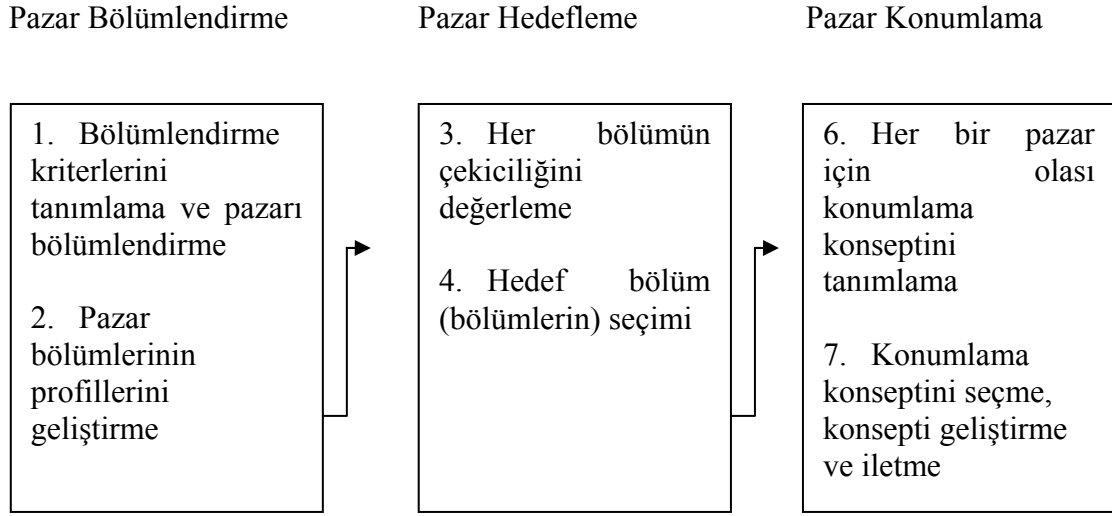 Pazar Bölümlendirme
Pazar Hedefleme
Pazar Konumlama
1. Bölümlendirme
kriterlerini
tanımlama ve pazarı
bölümlendirme
2. Pazar
bölümlerinin
profillerini
geliştirme
3. Her bölümün
çekiciliğini
değerleme
4. Hedef bölüm
(bölümlerin) seçimi
6. Her bir pazar
için olası
konumlama
konseptini
tanımlama
7. Konumlama
konseptini seçme,
konsepti geliştirme
ve iletme